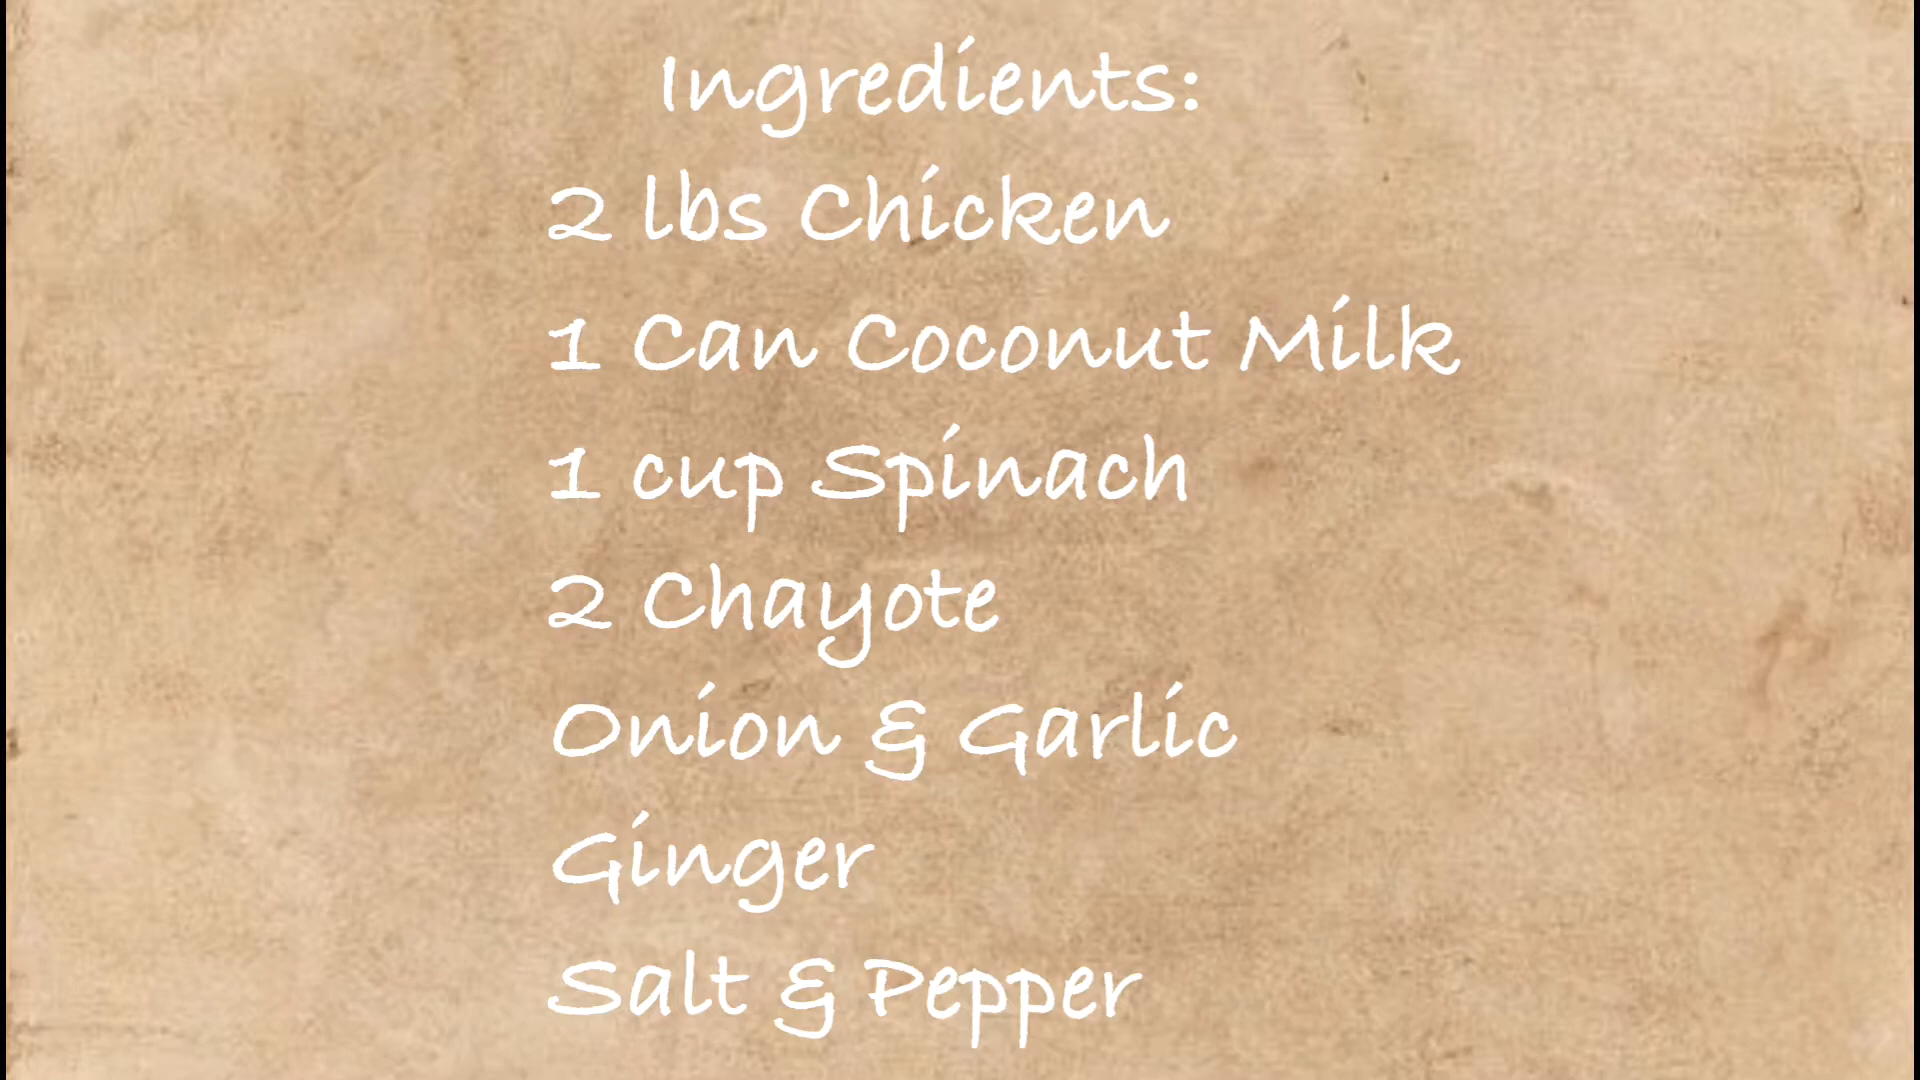 Ingredients:
2 lbs Chicken
1 Can Coconut Milk
1 cup Spinach
2 Chayote
Onion & Garlic
Ginger
Salt & Pepper